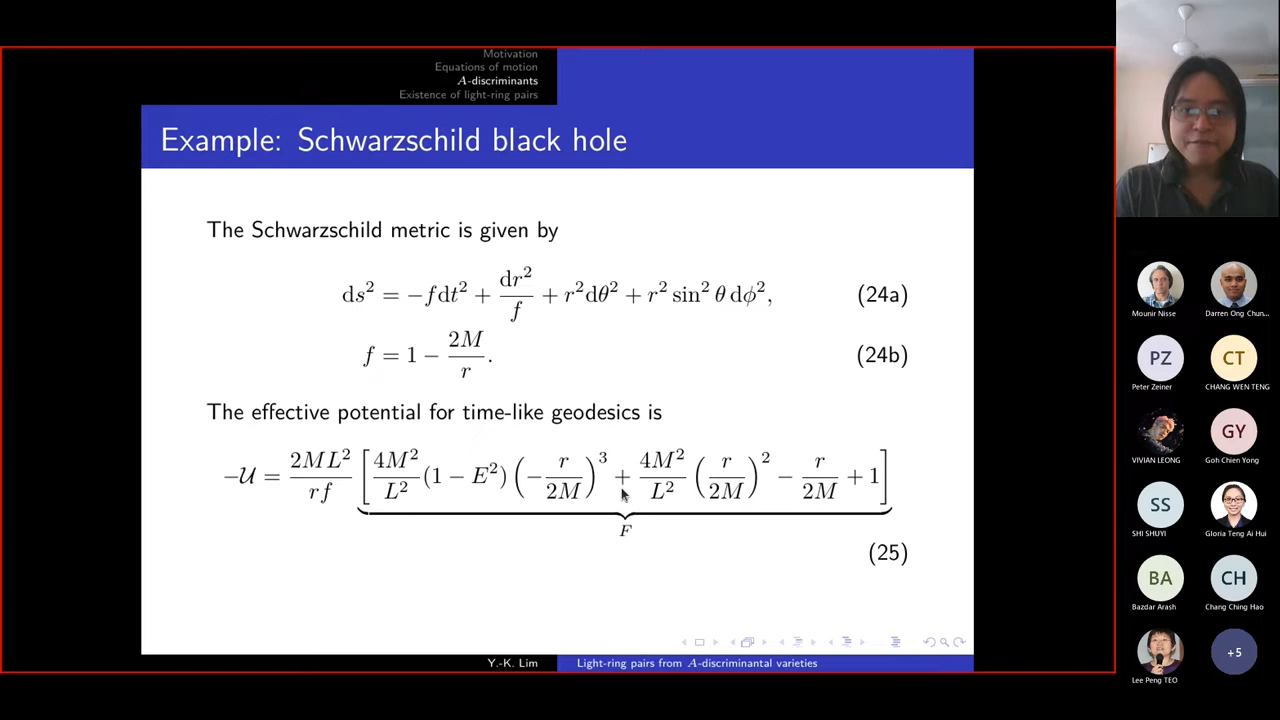 Motivation
Equations of motion
A-discriminants
Existence of light-ring pairs
Example: Schwarzschild black hole
The Schwarzschild metric is given by
ds² = −fdt² + dr²/f + r²dθ² + r² sin² θ dϕ², (24a)
f = 1 − 2M/r. (24b)
The effective potential for time-like geodesics is
−𝒰 = 2ML²/rf [4M²/L² (1 − E²) (−r/2M)³ + 4M²/L² (r/2M)² − r/2M + 1]
F
(25)
Y.-K. Lim Light-ring pairs from A-discriminantal varieties
Mounir Nisse
Darren Ong Chun...
PZ
Peter Zeiner
CT
CHANG WEN TENG
VIVIAN LEONG
GY
Goh Chien Yong
SS
SHI SHUYI
Gloria Teng Ai Hui
BA
Bazdar Arash
CH
Chang Ching Hao
Lee Peng TEO
+5